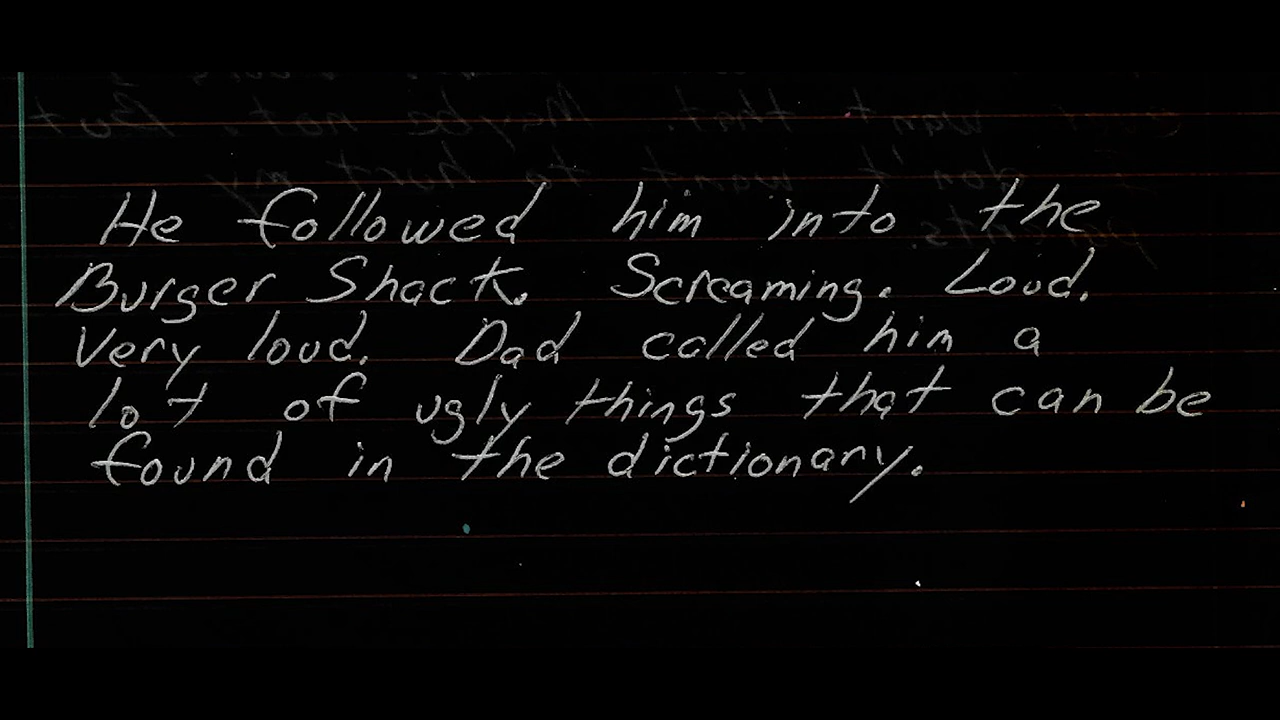 He followed him into the
Burger Shack. Screaming. Loud.
Very loud. Dad called him a
lot of ugly things that can be
found in the dictionary.